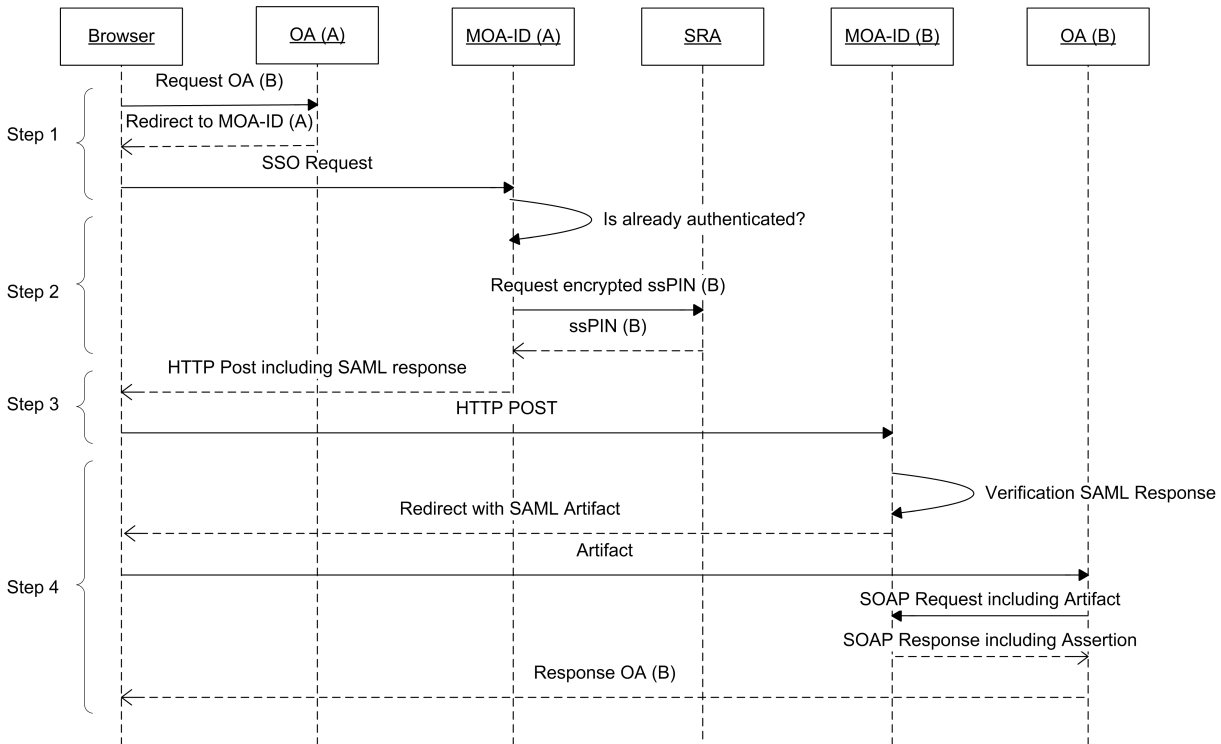 Browser
OA (A)
MOA-ID (A)
SRA
MOA-ID (B)
OA (B)
Request OA (B)
Step 1
Redirect to MOA-ID (A)
SSO Request
Is already authenticated?
Step 2
Request encrypted ssPIN (B)
ssPIN (B)
HTTP Post including SAML response
Step 3
HTTP POST
Verification SAML Response
Redirect with SAML Artifact
Artifact
Step 4
SOAP Request including Artifact
SOAP Response including Assertion
Response OA (B)